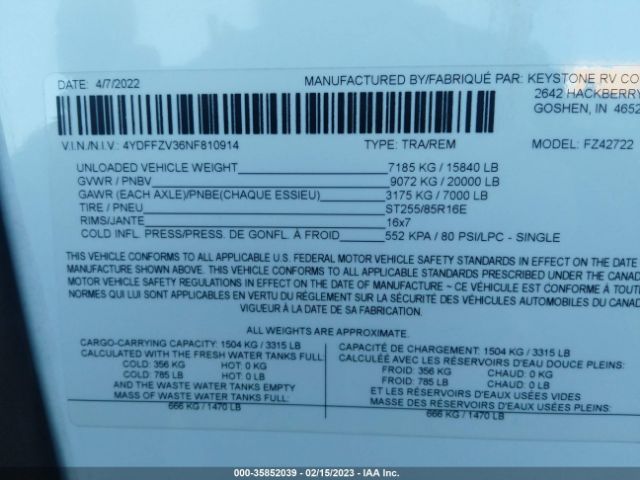 DATE: 4/7/2022
MANUFACTURED BY/FABRIQUÉ PAR: KEYSTONE RV CO
2642 HACKBERRY
GOSHEN, IN 4652
V.I.N./N.I.V.: 4YDFFZV36NF810914 TYPE: TRA/REM MODEL: FZ42722
UNLOADED VEHICLE WEIGHT 7185 KG / 15840 LB
GVWR / PNBV 9072 KG / 20000 LB
GAWR (EACH AXLE)/PNBE(CHAQUE ESSIEU) 3175 KG / 7000 LB
TIRE / PNEU ST255/85R16E
RIMS/JANTE 16x7
COLD INFL. PRESS/PRESS. DE GONFL. À FROID 552 KPA / 80 PSI/LPC - SINGLE
THIS VEHICLE CONFORMS TO ALL APPLICABLE U.S. FEDERAL MOTOR VEHICLE SAFETY STANDARDS IN EFFECT ON THE DATE
MANUFACTURE SHOWN ABOVE. THIS VEHICLE CONFORMS TO ALL APPLICABLE STANDARDS PRESCRIBED UNDER THE CANAD
MOTOR VEHICLE SAFETY REGULATIONS IN EFFECT ON THE DATE OF MANUFACTURE ~ CE VÉHICULE EST CONFORME À TOUT
NORMES QUI LUI SONT APPLICABLES EN VERTU DU RÉGLEMENT SUR LA SÉCURITÉ DES VÉHICULES AUTOMOBILES DU CANAD
VIGUEUR À LA DATE DE SA FABRICATION.
ALL WEIGHTS ARE APPROXIMATE.
CARGO-CARRYING CAPACITY: 1504 KG / 3315 LB
CALCULATED WITH THE FRESH WATER TANKS FULL
COLD: 356 KG HOT: 0 KG
COLD: 785 LB HOT: 0 LB
AND THE WASTE WATER TANKS EMPTY
MASS OF WASTE WATER TANKS FULL:
666 KG / 1470 LB
CAPACITÉ DE CHARGEMENT: 1504 KG / 3315 LB
CALCULÉE AVEC LES RÉSERVOIRS D'EAU DOUCE PLEINS:
FROID: 356 KG CHAUD: 0 KG
FROID: 785 LB CHAUD: 0 LB
ET LES RÉSERVOIRS D'EAUX USÉES VIDES
MASSE DES RÉSERVOIRS D'EAUX USÉES PLEINS:
666 KG / 1470 LB
000-35852039 - 02/15/2023 - IAA Inc.